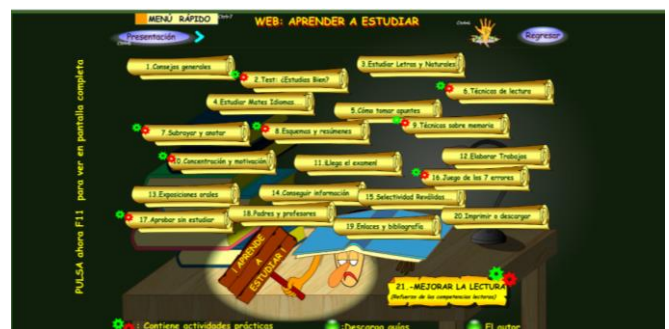 MENÚ RÁPIDO
WEB: APRENDER A ESTUDIAR
Presentación
Regresar
PULSA ahora F11 para ver en pantalla completa
1.Consejos generales
2.Test: ¿Estudias Bien?
3.Estudiar Letras y Naturales
4.Estudiar Mates Idiomas
5.Cómo tomar apuntes
6.Técnicas de lectura
7.Subrayar y anotar
8.Esquemas y resúmenes
9.Técnicas sobre memoria
10.Concentración y motivación
11.¡Llega el examen!
12.Elaborar Trabajos
13.Exposiciones orales
14.Conseguir información
15.Selectividad Reválidas...
16.Juego de los 7 errores
17.Aprobar sin estudiar
18.Padres y profesores
19.Enlaces y bibliografía
20.Imprimir o descargar
¡ APRENDE
A
ESTUDIAR !
21.-MEJORAR LA LECTURA
(Refuerzo de las competencias lectoras)
: Contiene actividades prácticas
:Descarga guías
El autor